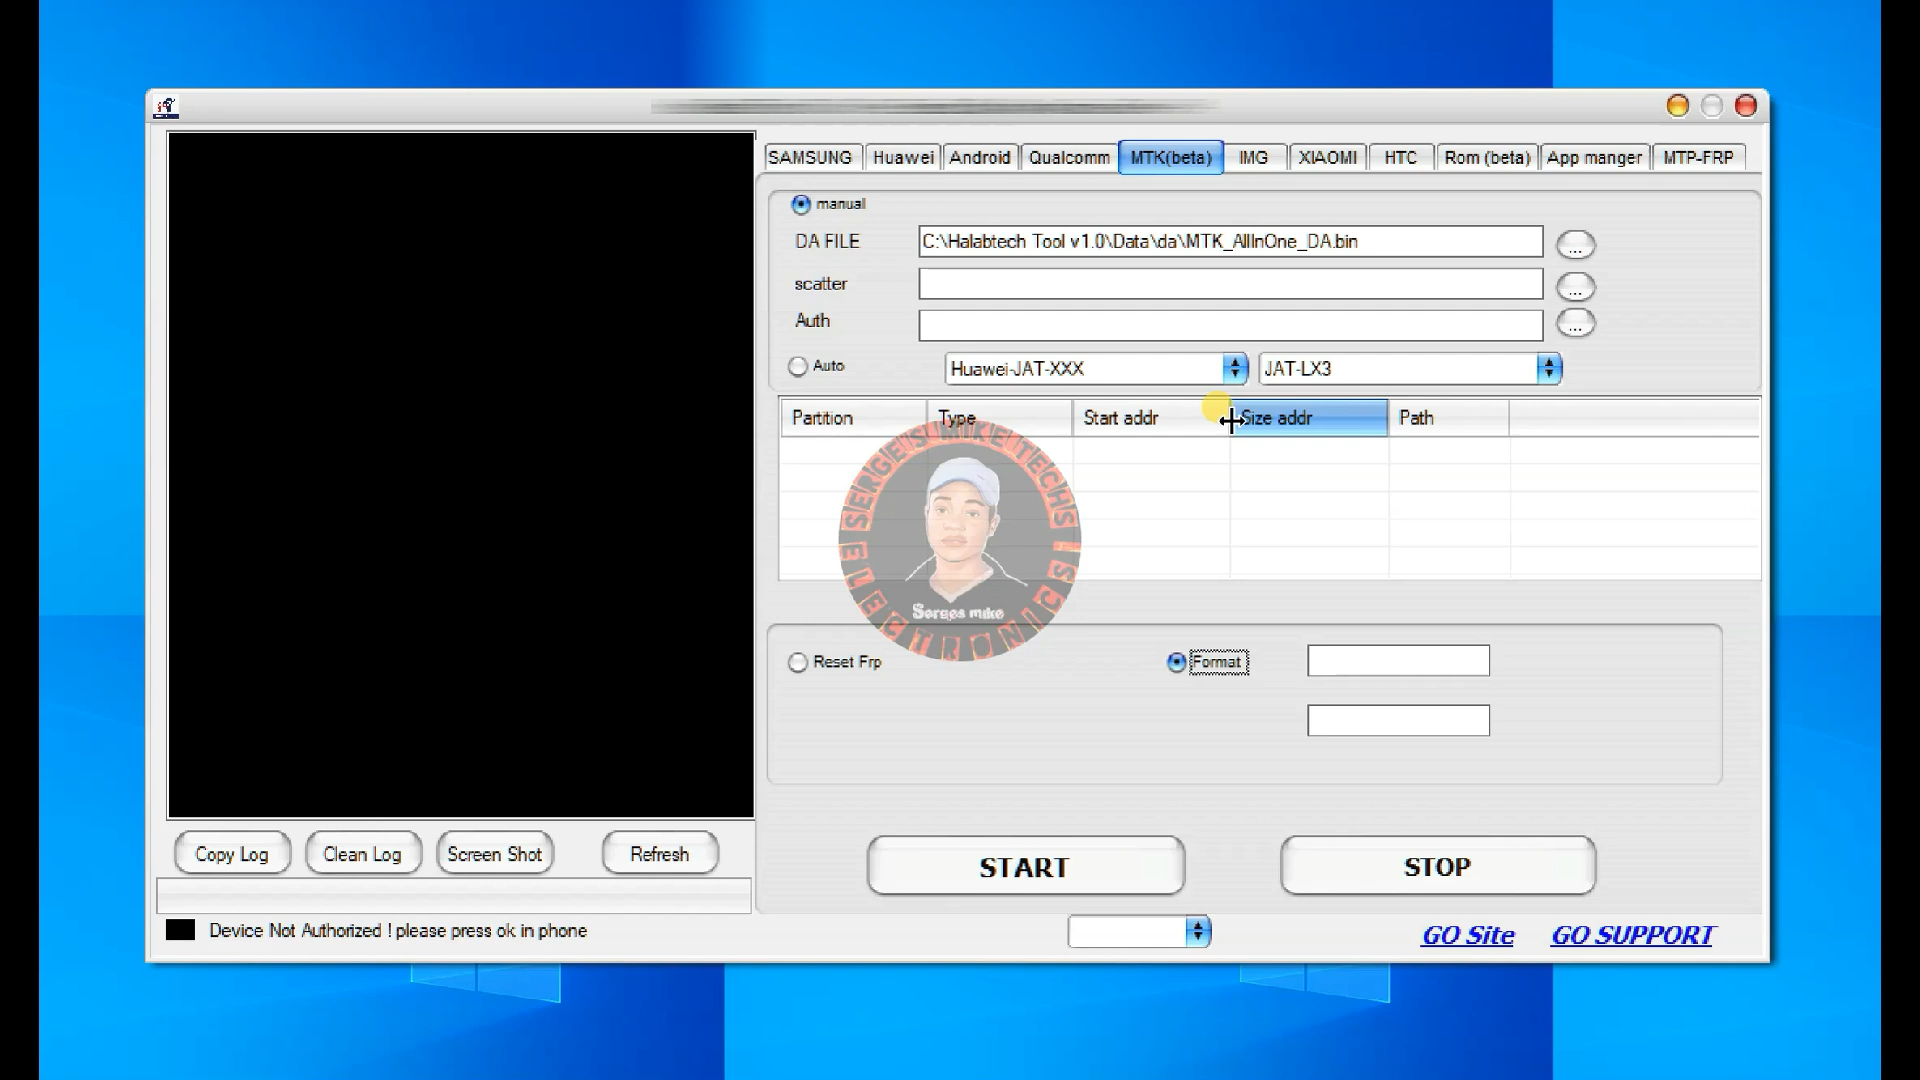 SAMSUNG Huawei Android Qualcomm MTK(beta) IMG XIAOMI HTC Rom (beta) App manger MTP-FRP
manual
DA FILE C:\Halabtech Tool v1.0\Data\da\MTK_AllInOne_DA.bin ...
scatter ...
Auth ...
Auto Huawei-JAT-XXX JAT-LX3
Partition Type Start addr Size addr Path
SERGE'S MIKE TECHS ELECTRONICS
Serges mike
Reset Frp Format
START STOP
Copy Log Clean Log Screen Shot Refresh
Device Not Authorized ! please press ok in phone
GO Site GO SUPPORT